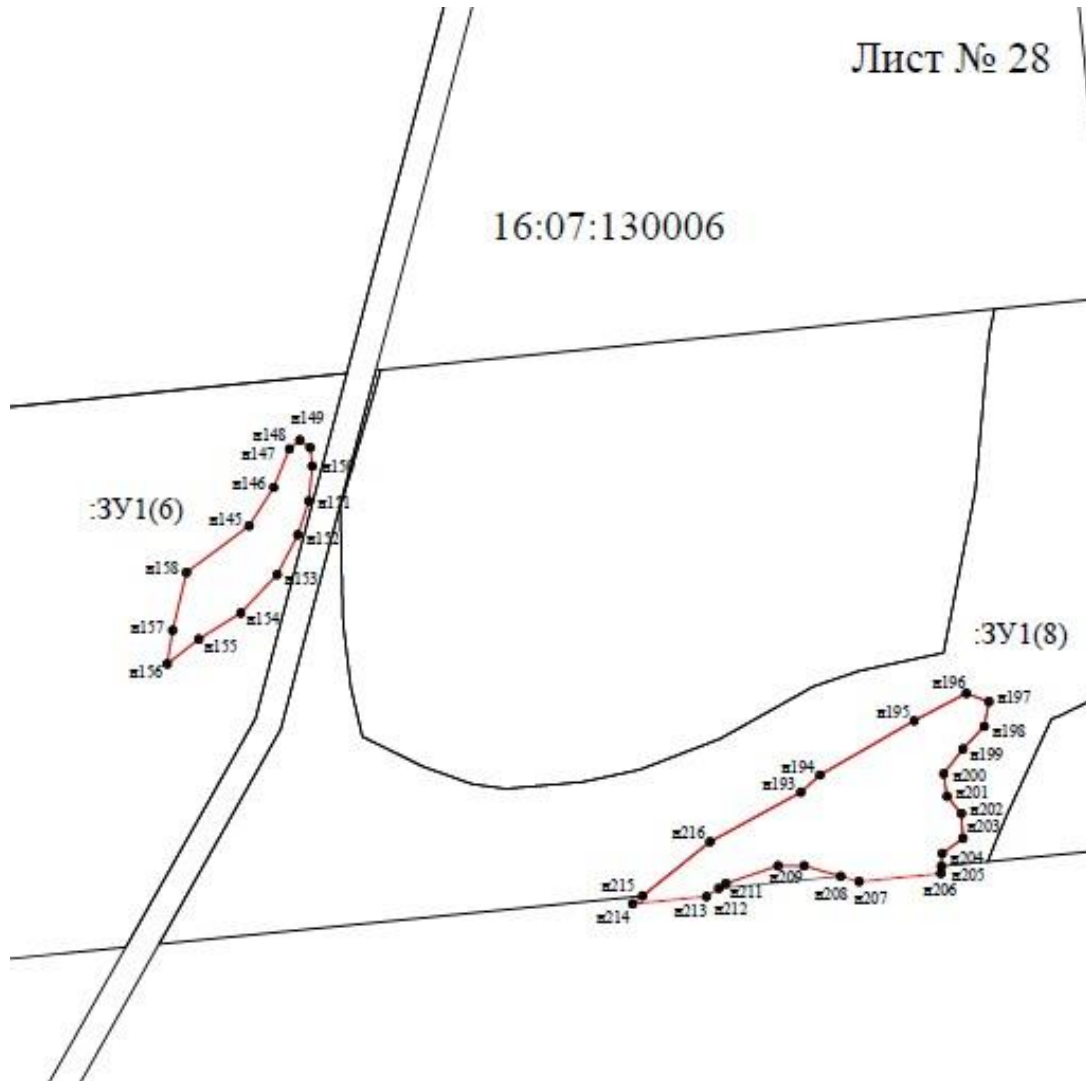 Лист № 28
16:07:130006
н149
н148
н147
н150
н146
:ЗУ1(6)
н151
н145
н152
н158
н153
н154
н157
н155
н156
:ЗУ1(8)
н196
н197
н195
н198
н199
н194
н200
н193
н201
н202
н203
н216
н204
н205
н209
н206
н215
н211
н208
н207
н214
н213
н212